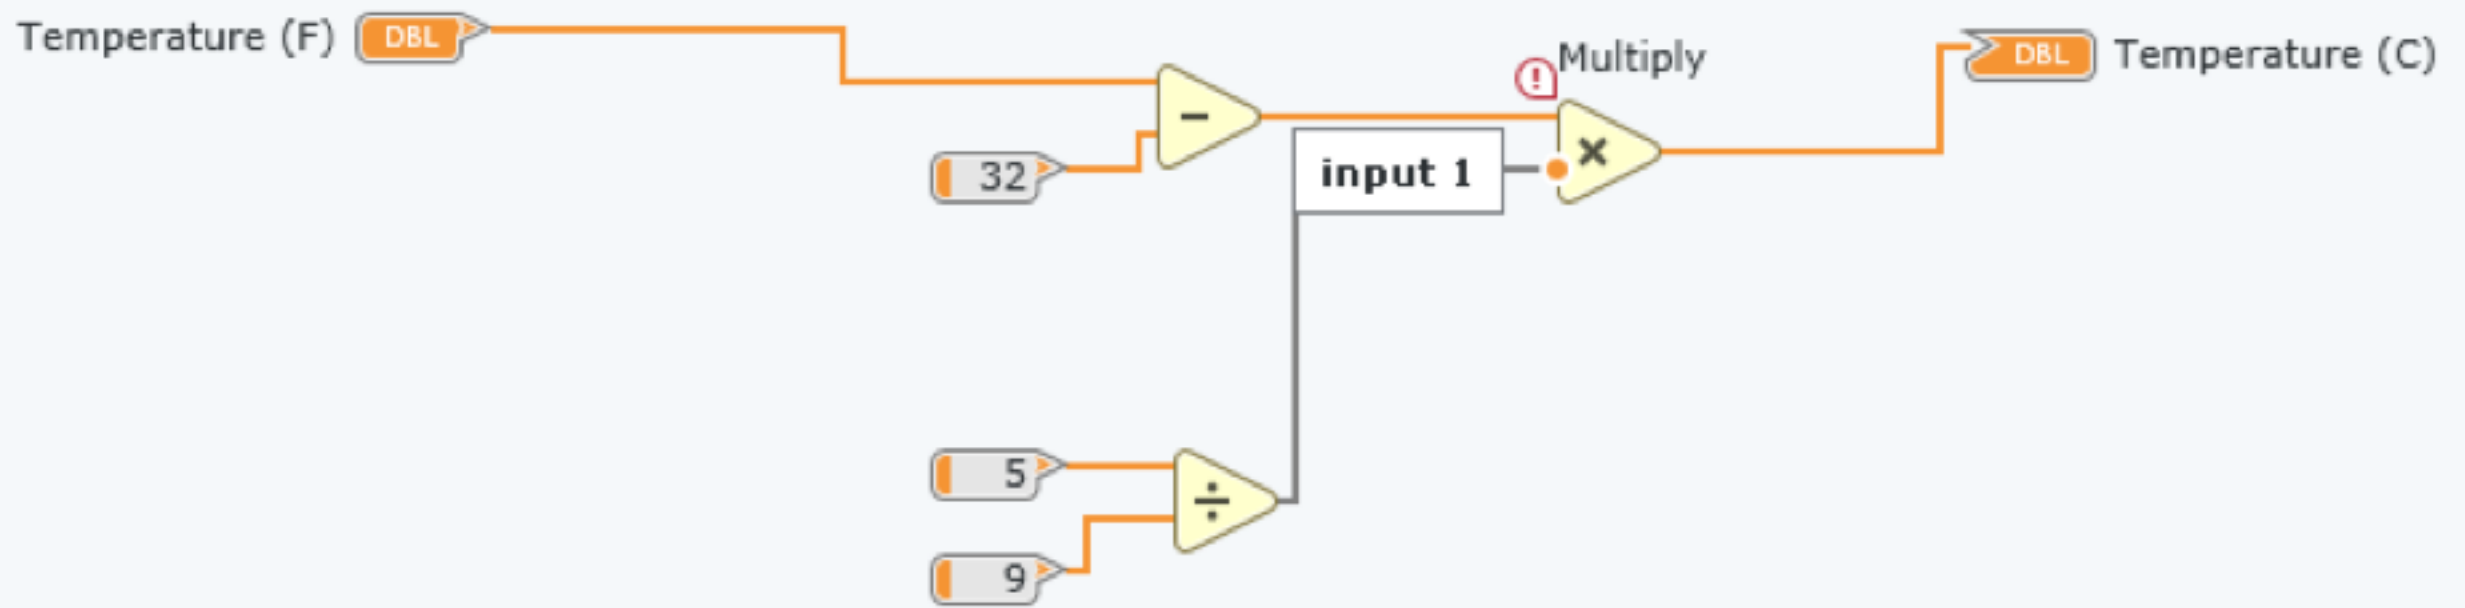 Temperature (F) DBL
Multiply
DBL Temperature (C)
−
!
×
32
input 1
5
÷
9